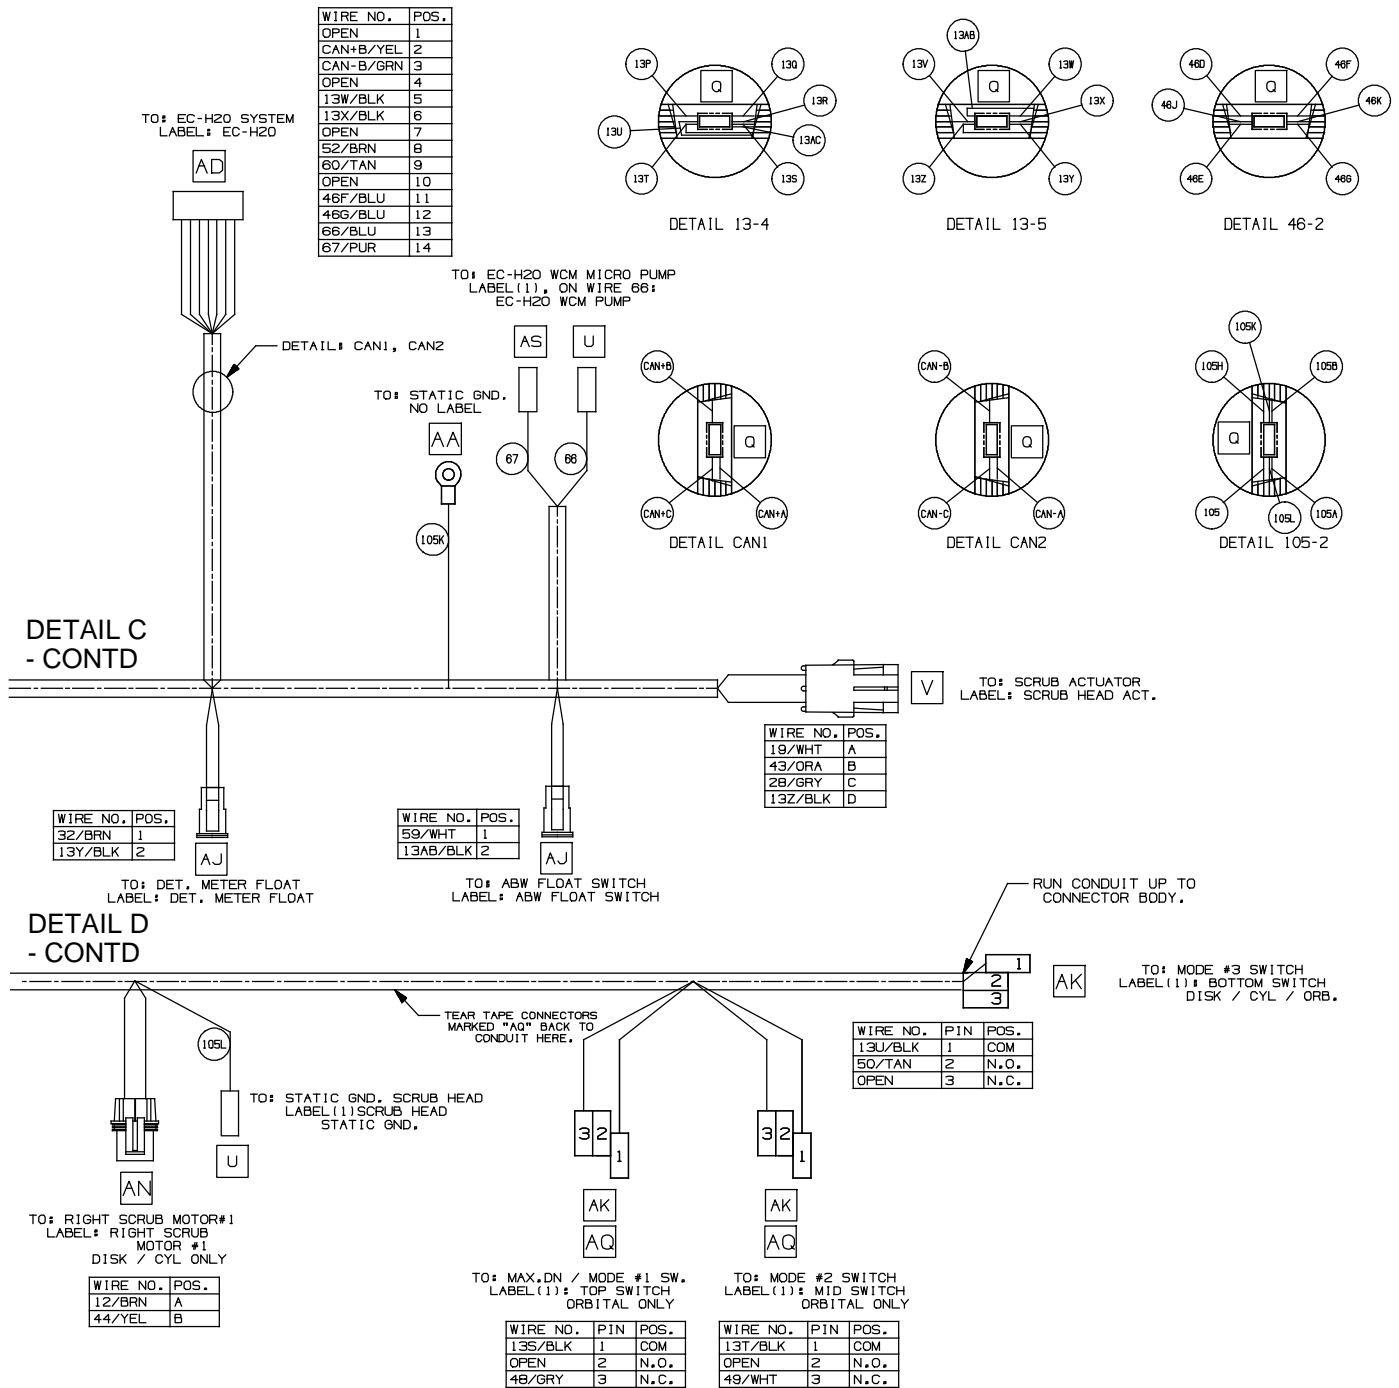 WIRE NO. POS.
OPEN 1
CAN+B/YEL 2
CAN-B/GRN 3
OPEN 4
13W/BLK 5
13X/BLK 6
OPEN 7
52/BRN 8
60/TAN 9
OPEN 10
46F/BLU 11
46G/BLU 12
66/BLU 13
67/PUR 14
TO: EC-H2O SYSTEM
LABEL: EC-H2O
AD
13P
Q
13Q
13R
13U
13AC
13T
13S
DETAIL 13-4
13AB
13V
Q
13W
13X
13Z
13Y
DETAIL 13-5
46D
Q
46F
46J
46K
46E
46G
DETAIL 46-2
TO: EC-H2O WCM MICRO PUMP
LABEL(1), ON WIRE 66:
EC-H2O WCM PUMP
AS
U
DETAIL: CAN1, CAN2
TO: STATIC GND.
NO LABEL
AA
67
66
105K
CAN+B
Q
CAN+C
CAN+A
DETAIL CAN1
CAN-B
Q
CAN-C
CAN-A
DETAIL CAN2
105K
105H
105B
Q
105
105L
105A
DETAIL 105-2
DETAIL C
- CONTD
V
TO: SCRUB ACTUATOR
LABEL: SCRUB HEAD ACT.
WIRE NO. POS.
19/WHT A
43/ORA B
28/GRY C
13Z/BLK D
WIRE NO. POS.
32/BRN 1
13Y/BLK 2
AJ
TO: DET. METER FLOAT
LABEL: DET. METER FLOAT
WIRE NO. POS.
59/WHT 1
13AB/BLK 2
AJ
TO: ABW FLOAT SWITCH
LABEL: ABW FLOAT SWITCH
DETAIL D
- CONTD
RUN CONDUIT UP TO
CONNECTOR BODY.
1
2
3
AK
TO: MODE #3 SWITCH
LABEL(1): BOTTOM SWITCH
DISK / CYL / ORB.
TEAR TAPE CONNECTORS
MARKED "AQ" BACK TO
CONDUIT HERE.
WIRE NO. PIN POS.
13U/BLK 1 COM
50/TAN 2 N.O.
OPEN 3 N.C.
105L
TO: STATIC GND. SCRUB HEAD
LABEL(1)SCRUB HEAD
STATIC GND.
U
AN
TO: RIGHT SCRUB MOTOR#1
LABEL: RIGHT SCRUB
MOTOR #1
DISK / CYL ONLY
WIRE NO. POS.
12/BRN A
44/YEL B
3 2
1
AK
AQ
TO: MAX.DN / MODE #1 SW.
LABEL(1): TOP SWITCH
ORBITAL ONLY
WIRE NO. PIN POS.
13S/BLK 1 COM
OPEN 2 N.O.
48/GRY 3 N.C.
3 2
1
AK
AQ
TO: MODE #2 SWITCH
LABEL(1): MID SWITCH
ORBITAL ONLY
WIRE NO. PIN POS.
13T/BLK 1 COM
OPEN 2 N.O.
49/WHT 3 N.C.